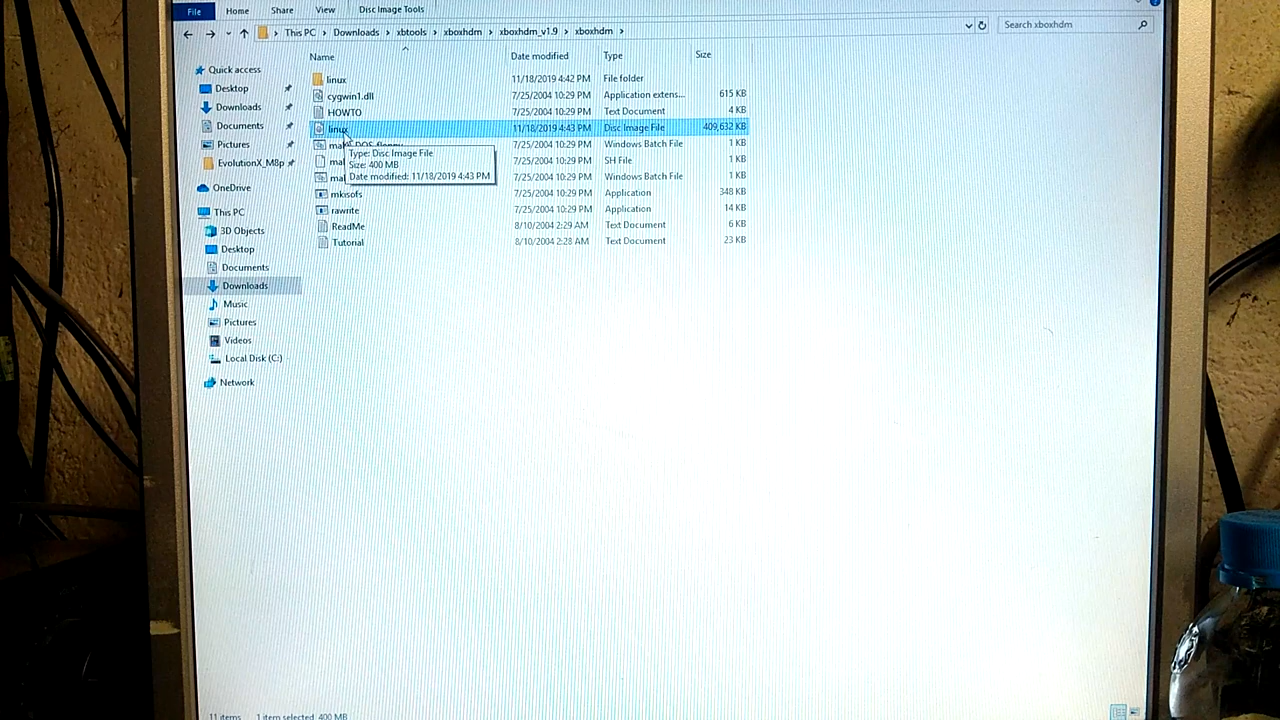 File Home Share View Disc Image Tools
This PC > Downloads > xbtools > xboxhdm > xboxhdm_v1.9 > xboxhdm > Search xboxhdm
Name Date modified Type Size
Quick access
Desktop
Downloads
Documents
Pictures
EvolutionX_M8p
OneDrive
This PC
3D Objects
Desktop
Documents
Downloads
Music
Pictures
Videos
Local Disk (C:)
Network
linux 11/18/2019 4:42 PM File folder
cygwin1.dll 7/25/2004 10:29 PM Application extens... 615 KB
HOWTO 7/25/2004 10:29 PM Text Document 4 KB
linux 11/18/2019 4:43 PM Disc Image File 409,632 KB
7/25/2004 10:29 PM Windows Batch File 1 KB
7/25/2004 10:29 PM SH File 1 KB
7/25/2004 10:29 PM Windows Batch File 1 KB
mkisofs 7/25/2004 10:29 PM Application 348 KB
rawrite 7/25/2004 10:29 PM Application 14 KB
ReadMe 8/10/2004 2:29 AM Text Document 6 KB
Tutorial 8/10/2004 2:28 AM Text Document 23 KB
Type: Disc Image File
Size: 400 MB
Date modified: 11/18/2019 4:43 PM
11 items 1 item selected 400 MB